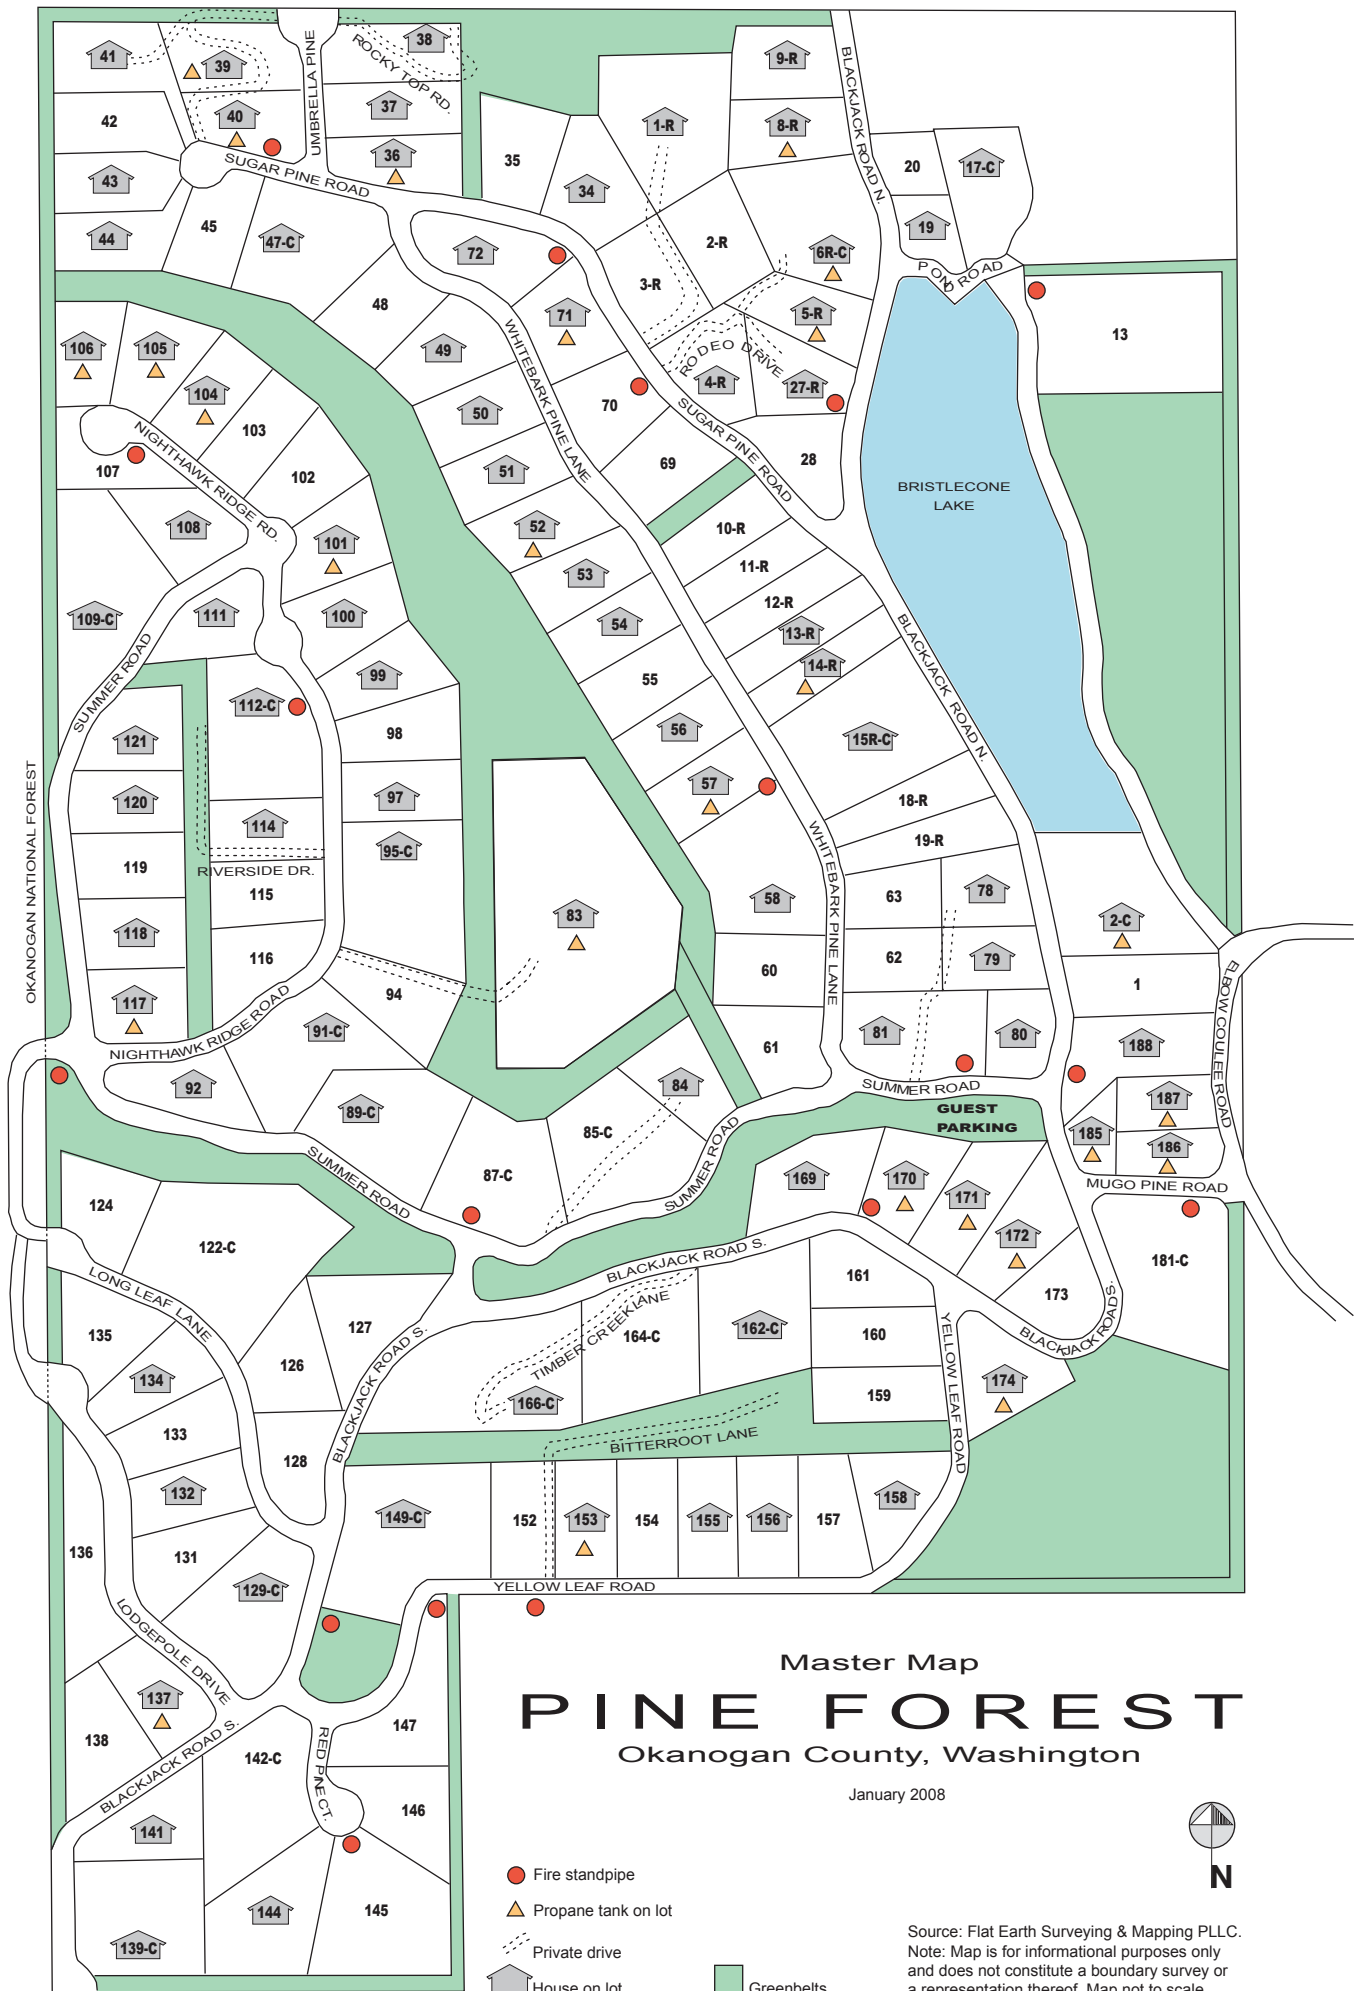 41
39
38
ROCKY TOP RD.
UMBRELLA PINE
9-R
BLACKJACK ROAD N.
42
40
37
1-R
8-R
36
35
20
17-C
43
SUGAR PINE ROAD
34
44
45
47-C
72
2-R
6R-C
19
POND ROAD
3-R
48
71
5-R
13
106
105
49
WHITEBARK PINE LANE
RODEO DRIVE
4-R
27-R
104
50
70
103
SUGAR PINE ROAD
NIGHTHAWK RIDGE RD.
107
102
51
69
28
BRISTLECONE
LAKE
108
101
52
10-R
53
11-R
109-C
111
100
54
12-R
13-R
BLACKJACK ROAD N.
SUMMER ROAD
99
55
14-R
112-C
98
56
15R-C
121
OKANOGAN NATIONAL FOREST
120
97
57
18-R
114
95-C
WHITEBARK PINE LANE
19-R
119
RIVERSIDE DR.
115
58
63
78
83
2-C
118
116
60
62
79
94
1
ELBOW COULEE ROAD
117
91-C
81
80
188
NIGHTHAWK RIDGE ROAD
61
92
84
SUMMER ROAD
187
89-C
GUEST
PARKING
85-C
185
186
SUMMER ROAD
87-C
SUMMER ROAD
169
170
171
MUGO PINE ROAD
124
122-C
172
181-C
BLACKJACK ROAD S.
161
LONG LEAF LANE
173
135
127
TIMBER CREEK LANE
164-C
162-C
160
BLACKJACK ROAD S.
126
134
BLACKJACK ROAD S.
166-C
159
YELLOW LEAF ROAD
174
133
BITTERROOT LANE
128
132
149-C
152
153
154
155
156
157
158
136
131
129-C
YELLOW LEAF ROAD
LODGEPOLE DRIVE
Master Map
137
PINE FOREST
138
BLACKJACK ROAD S.
142-C
RED PINE CT.
147
Okanogan County, Washington
January 2008
141
146
N
Fire standpipe
144
145
Propane tank on lot
139-C
Private drive
House on lot
Greenbelts
Source: Flat Earth Surveying & Mapping PLLC.
Note: Map is for informational purposes only
and does not constitute a boundary survey or
a representation thereof. Map not to scale.